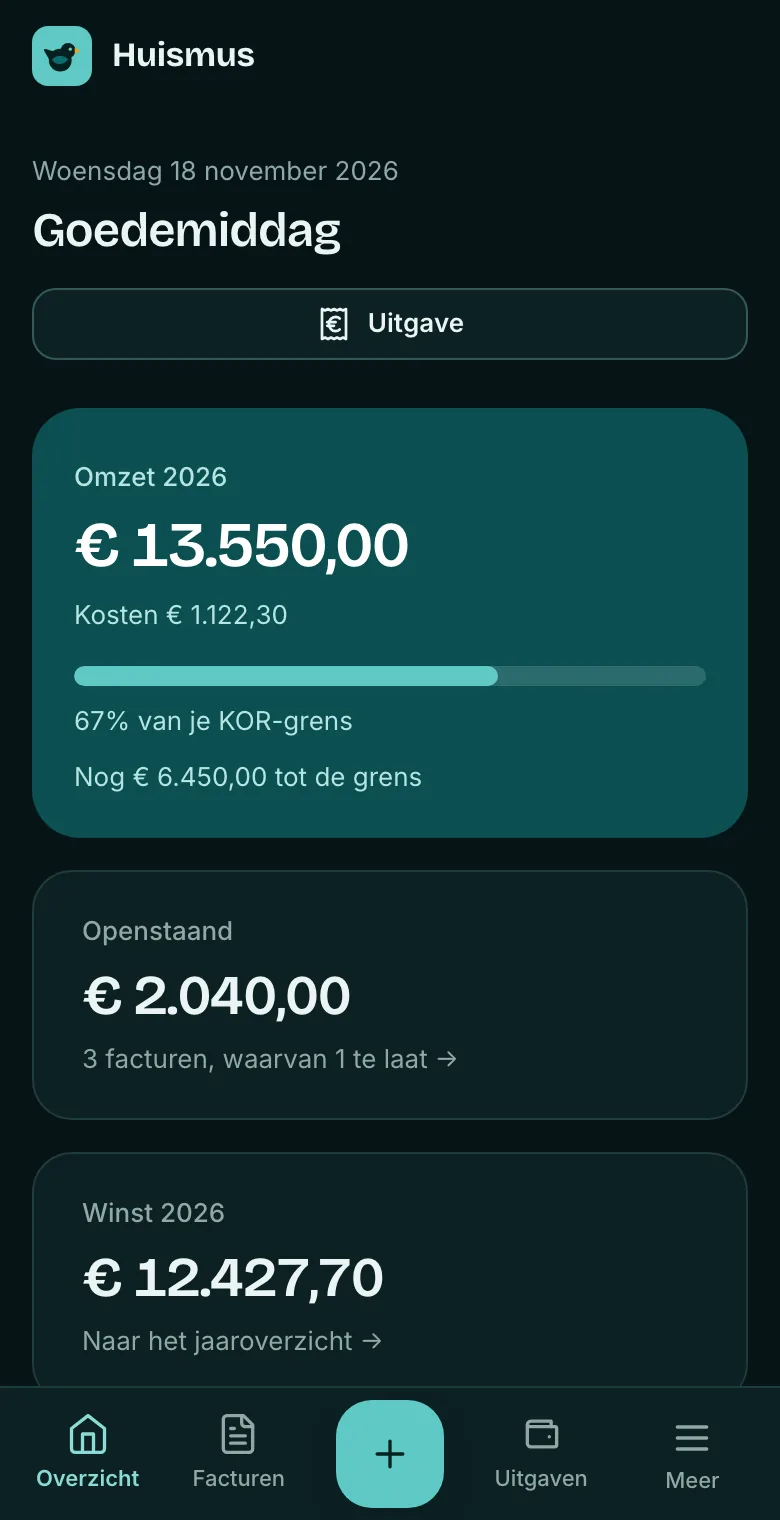 Huismus
Woensdag 18 november 2026
Goedemiddag
Uitgave
Omzet 2026
€ 13.550,00
Kosten € 1.122,30
67% van je KOR-grens
Nog € 6.450,00 tot de grens
Openstaand
€ 2.040,00
3 facturen, waarvan 1 te laat →
Winst 2026
€ 12.427,70
Naar het jaaroverzicht →
Overzicht
Facturen
Uitgaven
Meer